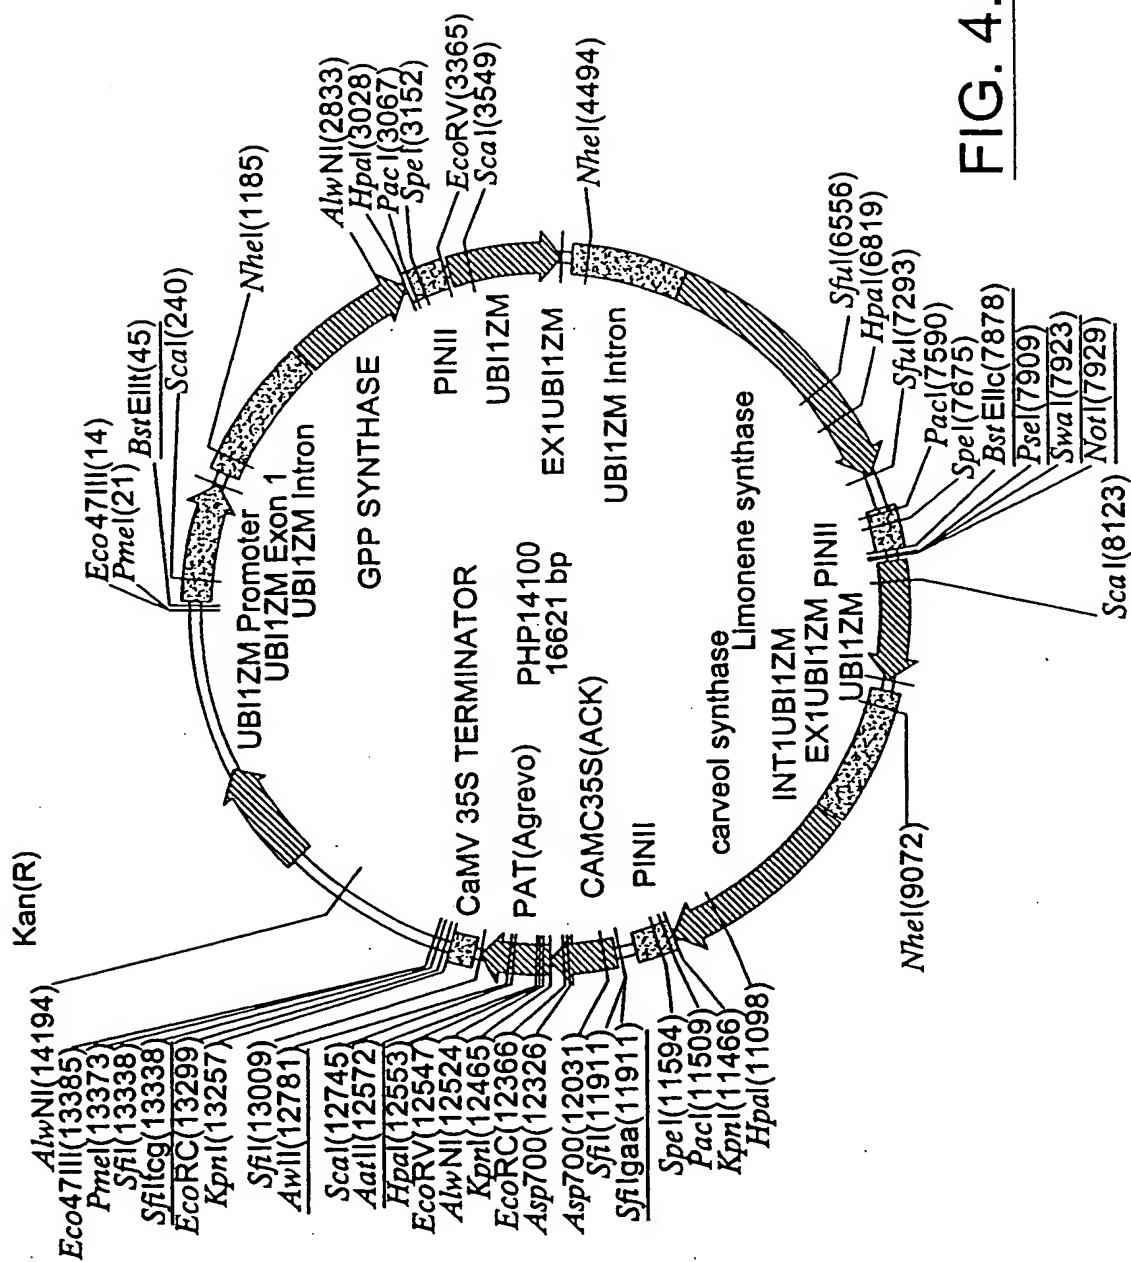 FIG. 4.
Kan(R)
Eco47III(14)
PmeI(21)
BstEIIt(45)
ScaI(240)
NheI(1185)
AlwNI(2833)
HpaI(3028)
PacI(3067)
SpeI(3152)
EcoRV(3365)
ScaI(3549)
NheI(4494)
SfuI(6556)
HpaI(6819)
SfuI(7293)
PacI(7590)
SpeI(7675)
BstEIIc(7878)
PseI(7909)
SwaI(7923)
NotI(7929)
ScaI(8123)
NheI(9072)
HpaI(11098)
KpnI(11466)
PacI(11509)
SpeI(11594)
SfiIgaa(11911)
SfiI(11911)
Asp700(12031)
Asp700(12326)
EcoRC(12366)
KpnI(12465)
AlwNI(12524)
EcoRV(12547)
HpaI(12553)
AatII(12572)
ScaI(12745)
AwII(12781)
SfiI(13009)
KpnI(13257)
EcoRC(13299)
SfiItcg(13338)
SfiI(13338)
PmeI(13373)
Eco47III(13385)
AlwNI(14194)
UBI1ZM Promoter
UBI1ZM Exon 1
UBI1ZM Intron
GPP SYNTHASE
PINII
UBI1ZM
EX1UBI1ZM
UBI1ZM Intron
Limonene synthase
PINII
UBI1ZM
EX1UBI1ZM
INT1UBI1ZM
carveol synthase
PINII
CAMC35S(ACK)
PAT(Agrevo)
CaMV 35S TERMINATOR
PHP14100
16621 bp